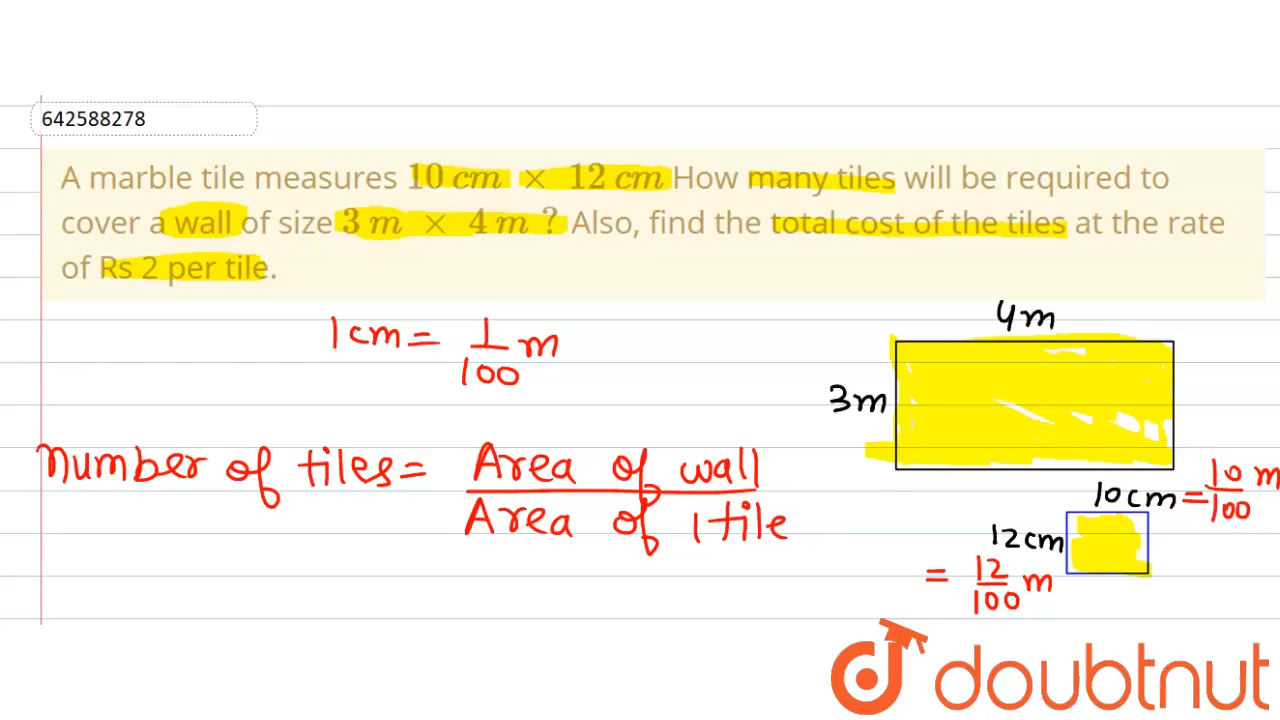 642588278
A marble tile measures 10 cm × 12 cm How many tiles will be required to
cover a wall of size 3 m × 4 m ? Also, find the total cost of the tiles at the rate
of Rs 2 per tile.
1 cm = 1/100 m
4m
3m
Number of tiles = Area of wall / Area of 1 tile
10cm = 10/100 m
12cm
= 12/100 m
doubtnut